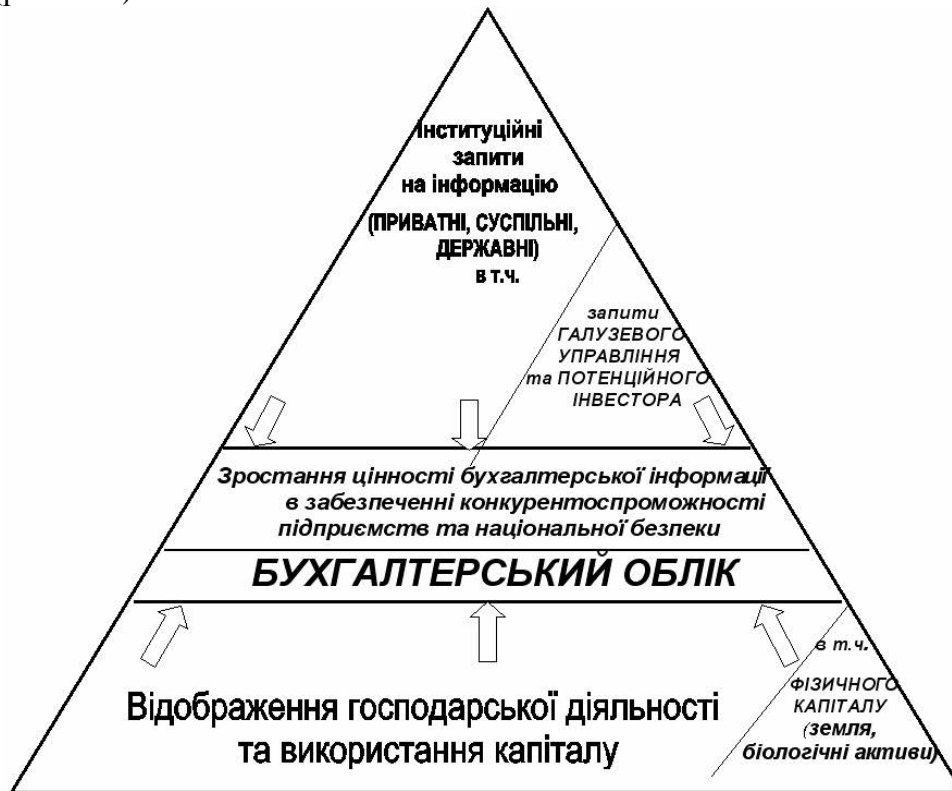 Інституційні
запити
на інформацію
(ПРИВАТНІ, СУСПІЛЬНІ,
ДЕРЖАВНІ)
в т.ч.
запити
ГАЛУЗЕВОГО
УПРАВЛІННЯ
та ПОТЕНЦІЙНОГО
ІНВЕСТОРА
Зростання цінності бухгалтерської інформації
в забезпеченні конкурентоспроможності
підприємств та національної безпеки
БУХГАЛТЕРСЬКИЙ ОБЛІК
Відображення господарської діяльності
та використання капіталу
в т.ч.
ФІЗИЧНОГО
КАПІТАЛУ
(земля,
біологічні активи)